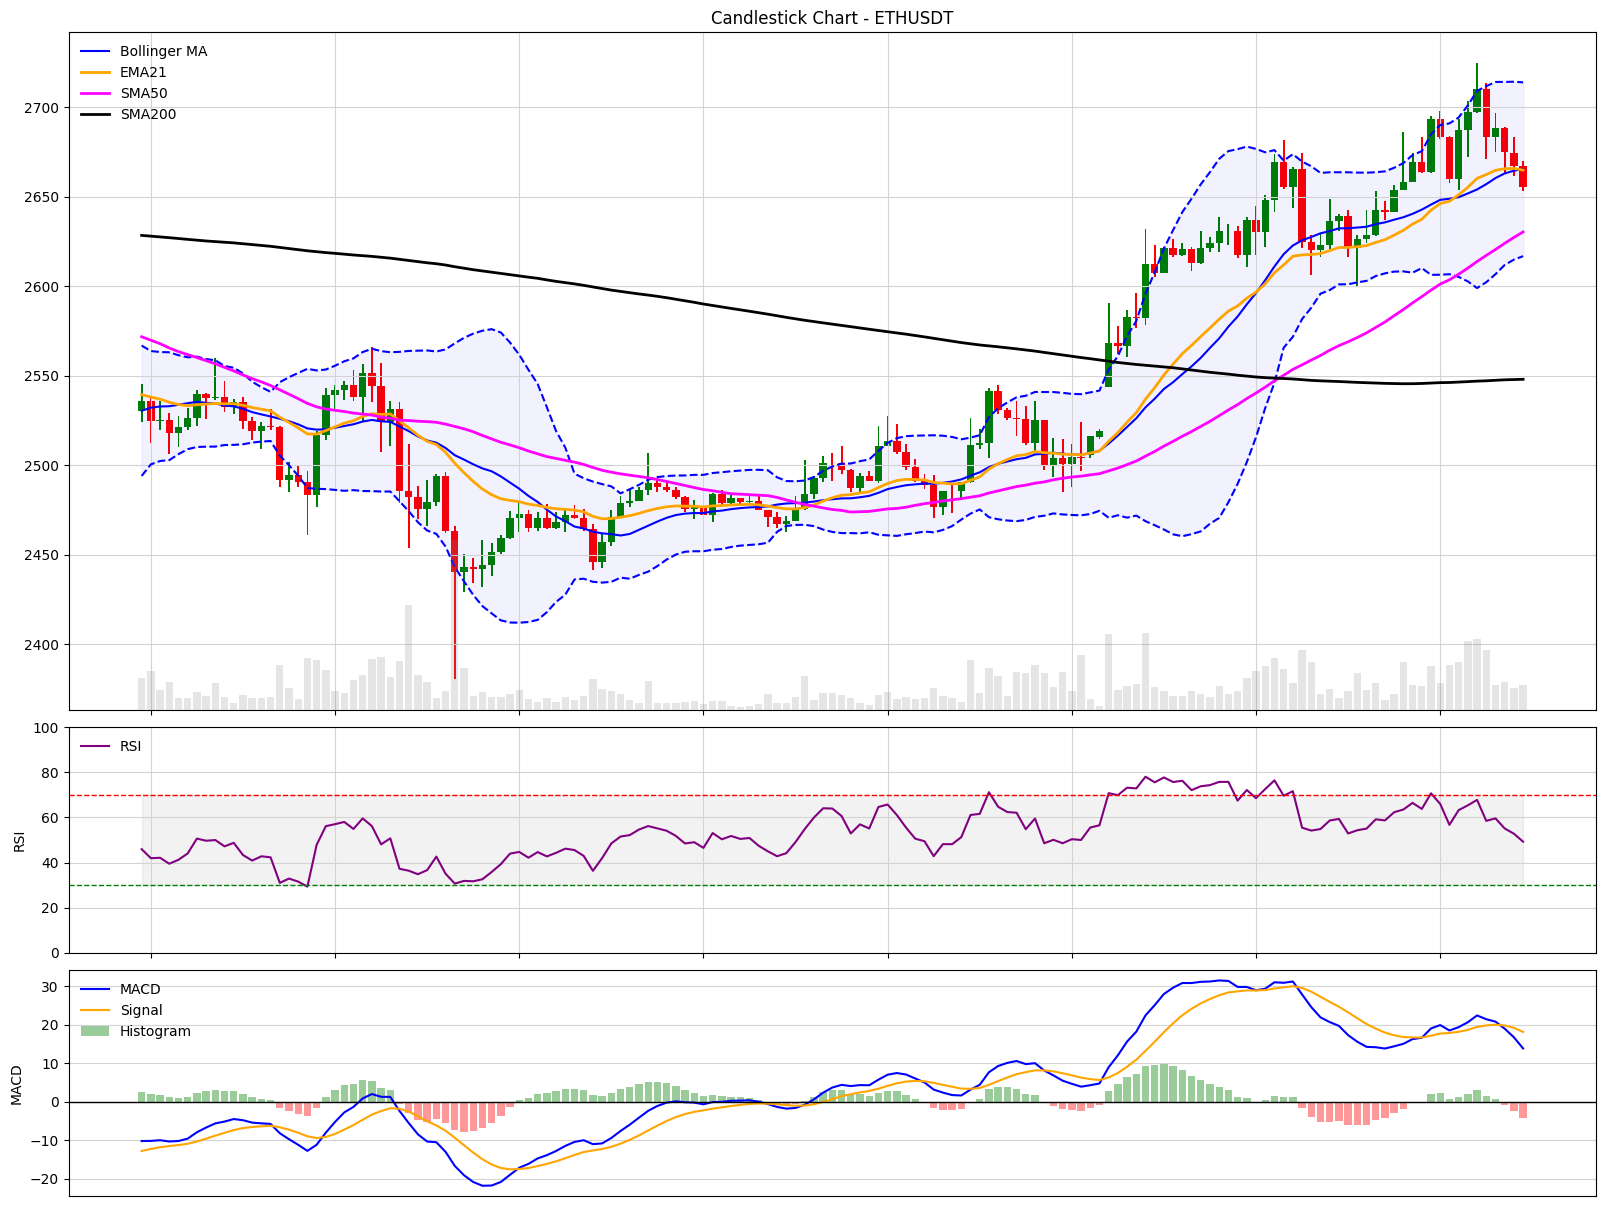 Candlestick Chart - ETHUSDT
Bollinger MA
EMA21
SMA50
SMA200
2700
2650
2600
2550
2500
2450
2400
RSI
100
80
60
40
20
0
RSI
MACD
Signal
Histogram
30
20
10
0
−10
−20
MACD